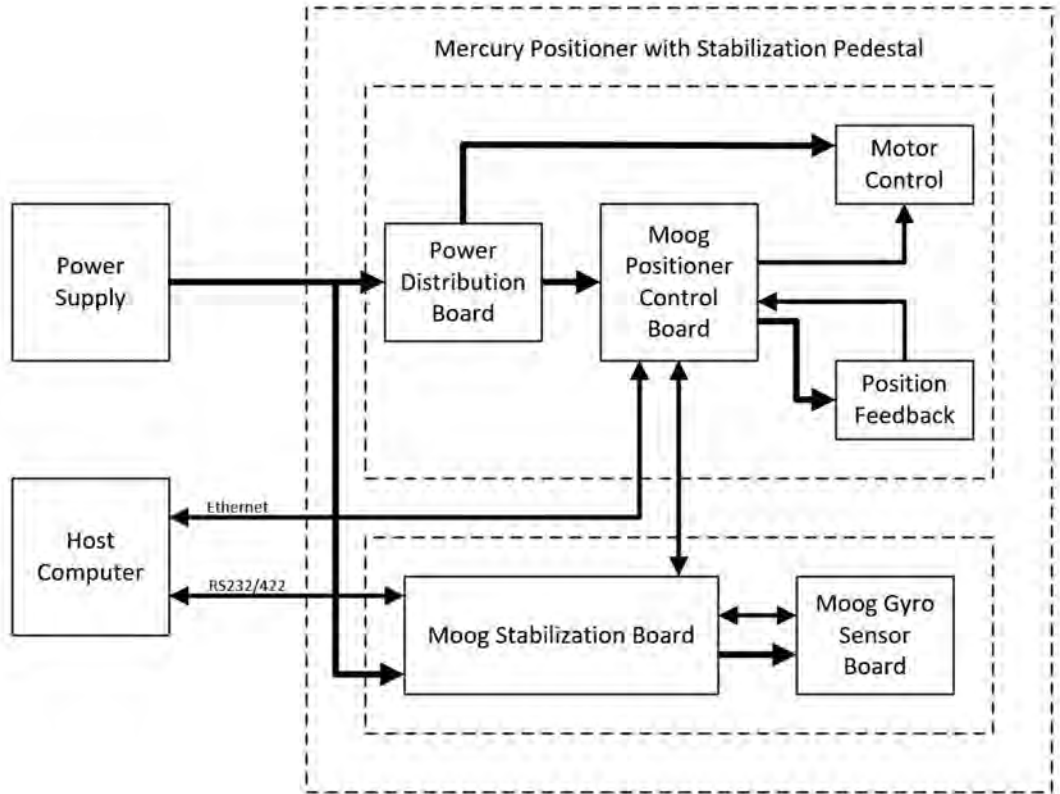 Mercury Positioner with Stabilization Pedestal
Motor
Control
Power
Supply
Power
Distribution
Board
Moog
Positioner
Control
Board
Position
Feedback
Host
Computer
Ethernet
RS232/422
Moog Stabilization Board
Moog Gyro
Sensor
Board